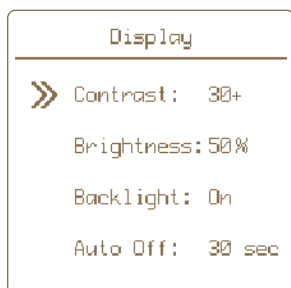 Display
Contrast: 30+
Brightness:50%
Backlight: On
Auto Off: 30 sec